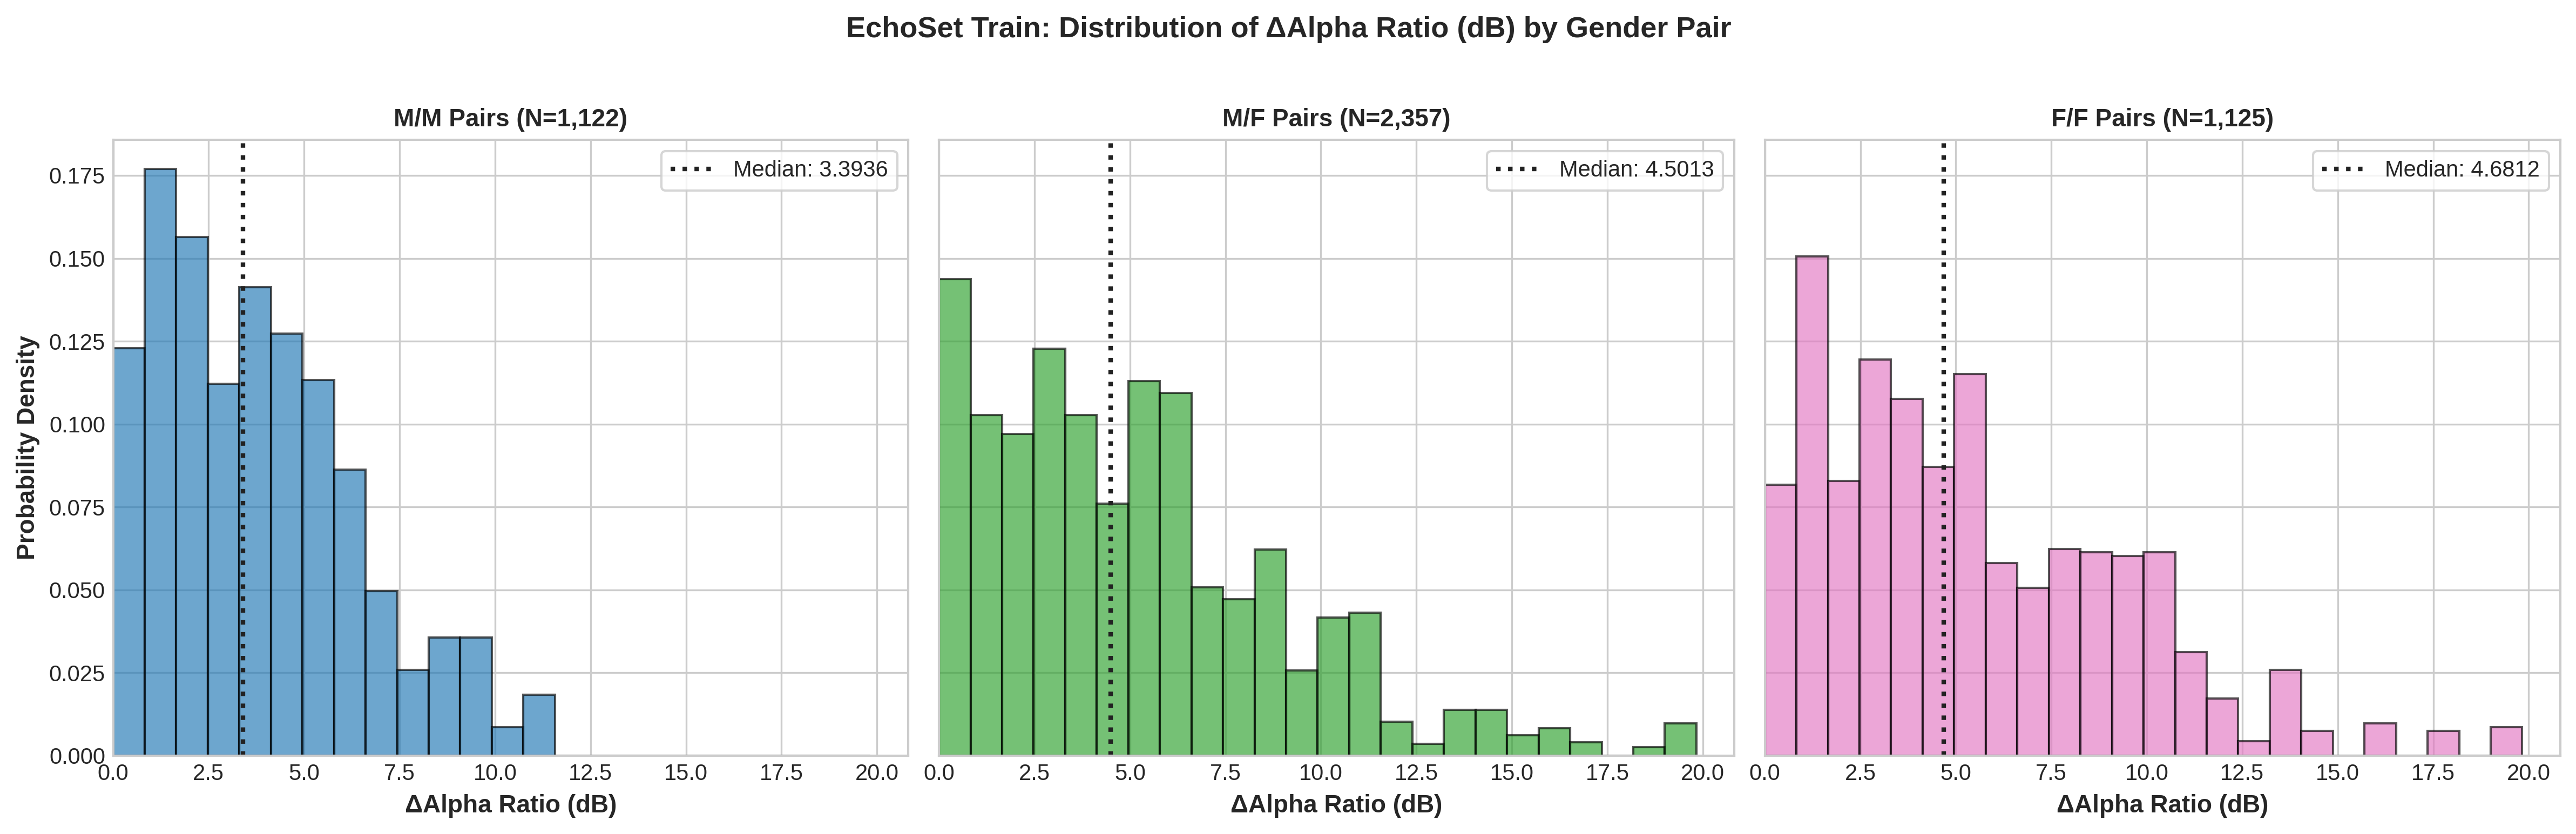 EchoSet Train: Distribution of ΔAlpha Ratio (dB) by Gender Pair
M/M Pairs (N=1,122)
Median: 3.3936
Probability Density
0.175
0.150
0.125
0.100
0.075
0.050
0.025
0.000
0.0 2.5 5.0 7.5 10.0 12.5 15.0 17.5 20.0
ΔAlpha Ratio (dB)
M/F Pairs (N=2,357)
Median: 4.5013
0.0 2.5 5.0 7.5 10.0 12.5 15.0 17.5 20.0
ΔAlpha Ratio (dB)
F/F Pairs (N=1,125)
Median: 4.6812
0.0 2.5 5.0 7.5 10.0 12.5 15.0 17.5 20.0
ΔAlpha Ratio (dB)